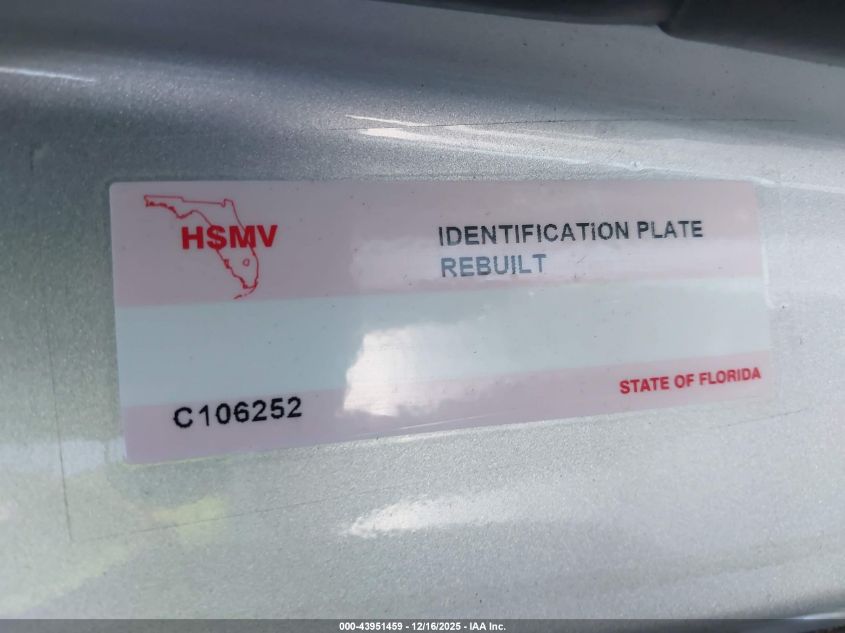 HSMV
IDENTIFICATION PLATE
REBUILT
STATE OF FLORIDA
C106252
000-43951459 - 12/16/2025 - IAA Inc.